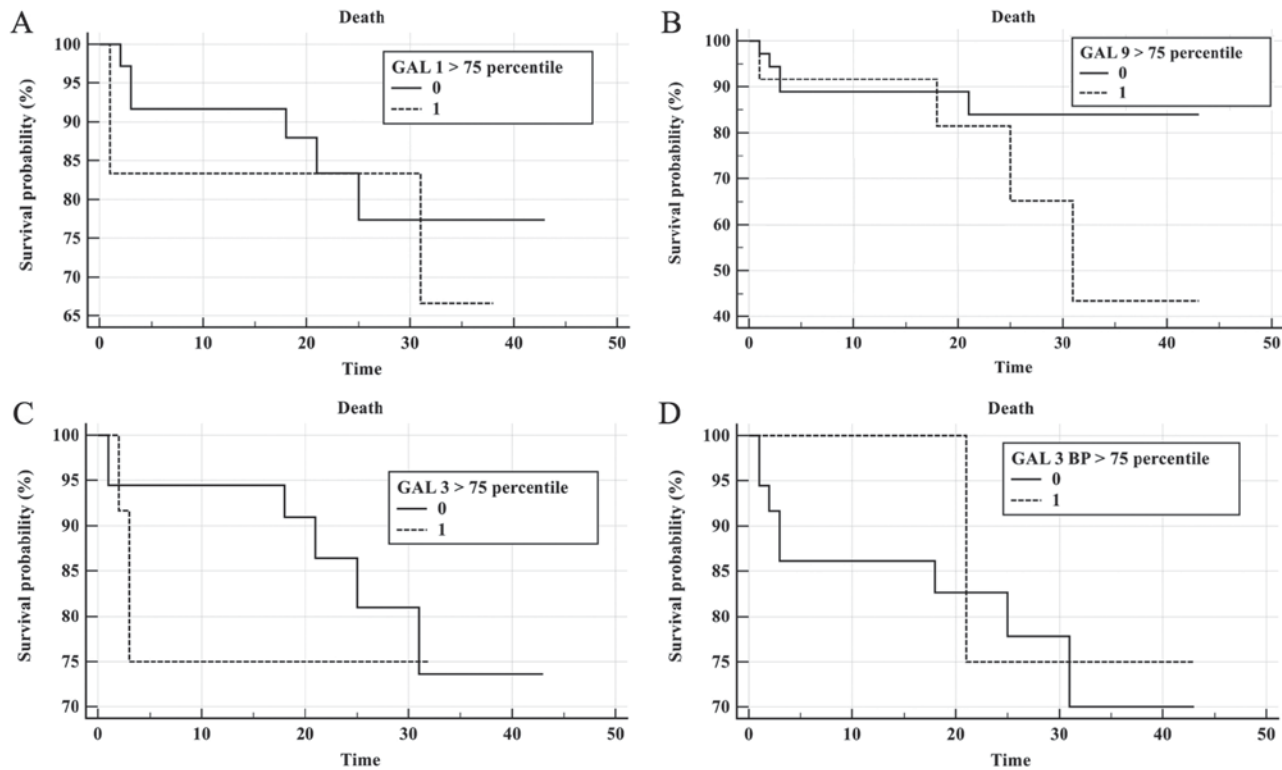 A
Death
Survival probability (%)
100
95
90
85
80
75
70
65
GAL 1 > 75 percentile
0
1
0 10 20 30 40 50
Time
B
Death
Survival probability (%)
100
90
80
70
60
50
40
GAL 9 > 75 percentile
0
1
0 10 20 30 40 50
Time
C
Death
Survival probability (%)
100
95
90
85
80
75
70
GAL 3 > 75 percentile
0
1
0 10 20 30 40 50
Time
D
Death
Survival probability (%)
100
95
90
85
80
75
70
GAL 3 BP > 75 percentile
0
1
0 10 20 30 40 50
Time